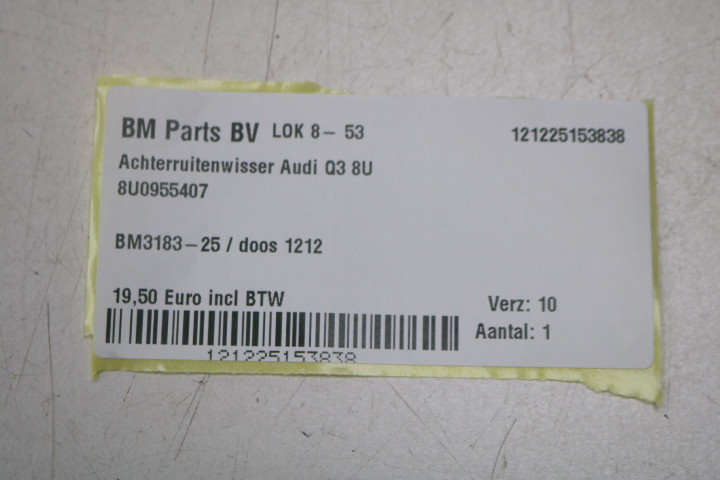 BM Parts BV LOK 8- 53 121225153838
Achterruitenwisser Audi Q3 8U
8U0955407
BM3183-25 / doos 1212
19,50 Euro incl BTW
Verz: 10
Aantal: 1
121225153838